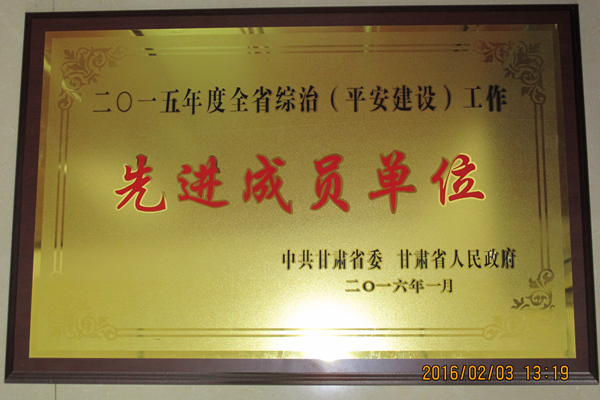 二〇一五年度全省综治（平安建设）工作
先进成员单位
中共甘肃省委 甘肃省人民政府
二〇一六年一月
2016/02/03 13:19